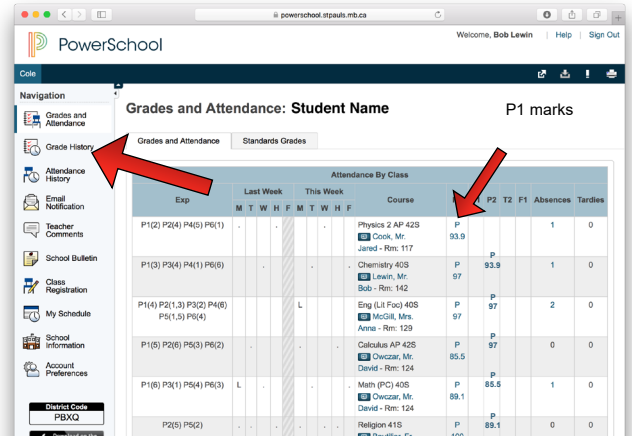 powerschool.stpauls.mb.ca
PowerSchool
Welcome, Bob Lewin | Help | Sign Out
Cole
Navigation
Grades and
Attendance
Grade History
Attendance
History
Email
Notification
Teacher
Comments
School Bulletin
Class
Registration
My Schedule
School
Information
Account
Preferences
District Code
PBXQ
Grades and Attendance: Student Name
P1 marks
Grades and Attendance Standards Grades
Attendance By Class
Exp Last Week This Week Course P2 T2 F1 Absences Tardies
M T W H F M T W H F
P1(2) P2(4) P4(5) P6(1) . . . Physics 2 AP 42S P 1 0
Cook, Mr. 93.9
Jared - Rm: 117
P
P1(3) P3(4) P4(1) P6(6) . . . Chemistry 40S P 93.9 1 0
Lewin, Mr. 97
Bob - Rm: 142
P
P1(4) P2(1,3) P3(2) P4(6) L Eng (Lit Foc) 40S P 97 2 0
P5(1,5) P6(4) McGill, Mrs. 97
Anna - Rm: 129
P
P1(5) P2(6) P5(3) P6(2) . . . . Calculus AP 42S P 97 0 0
Owczar, Mr. 85.5
David - Rm: 124
P
P1(6) P3(1) P5(4) P6(3) L . . . Math (PC) 40S P 85.5 1 0
Owczar, Mr. 89.1
David - Rm: 124
P
P2(5) P5(2) . . . . Religion 41S P 89.1 0 0